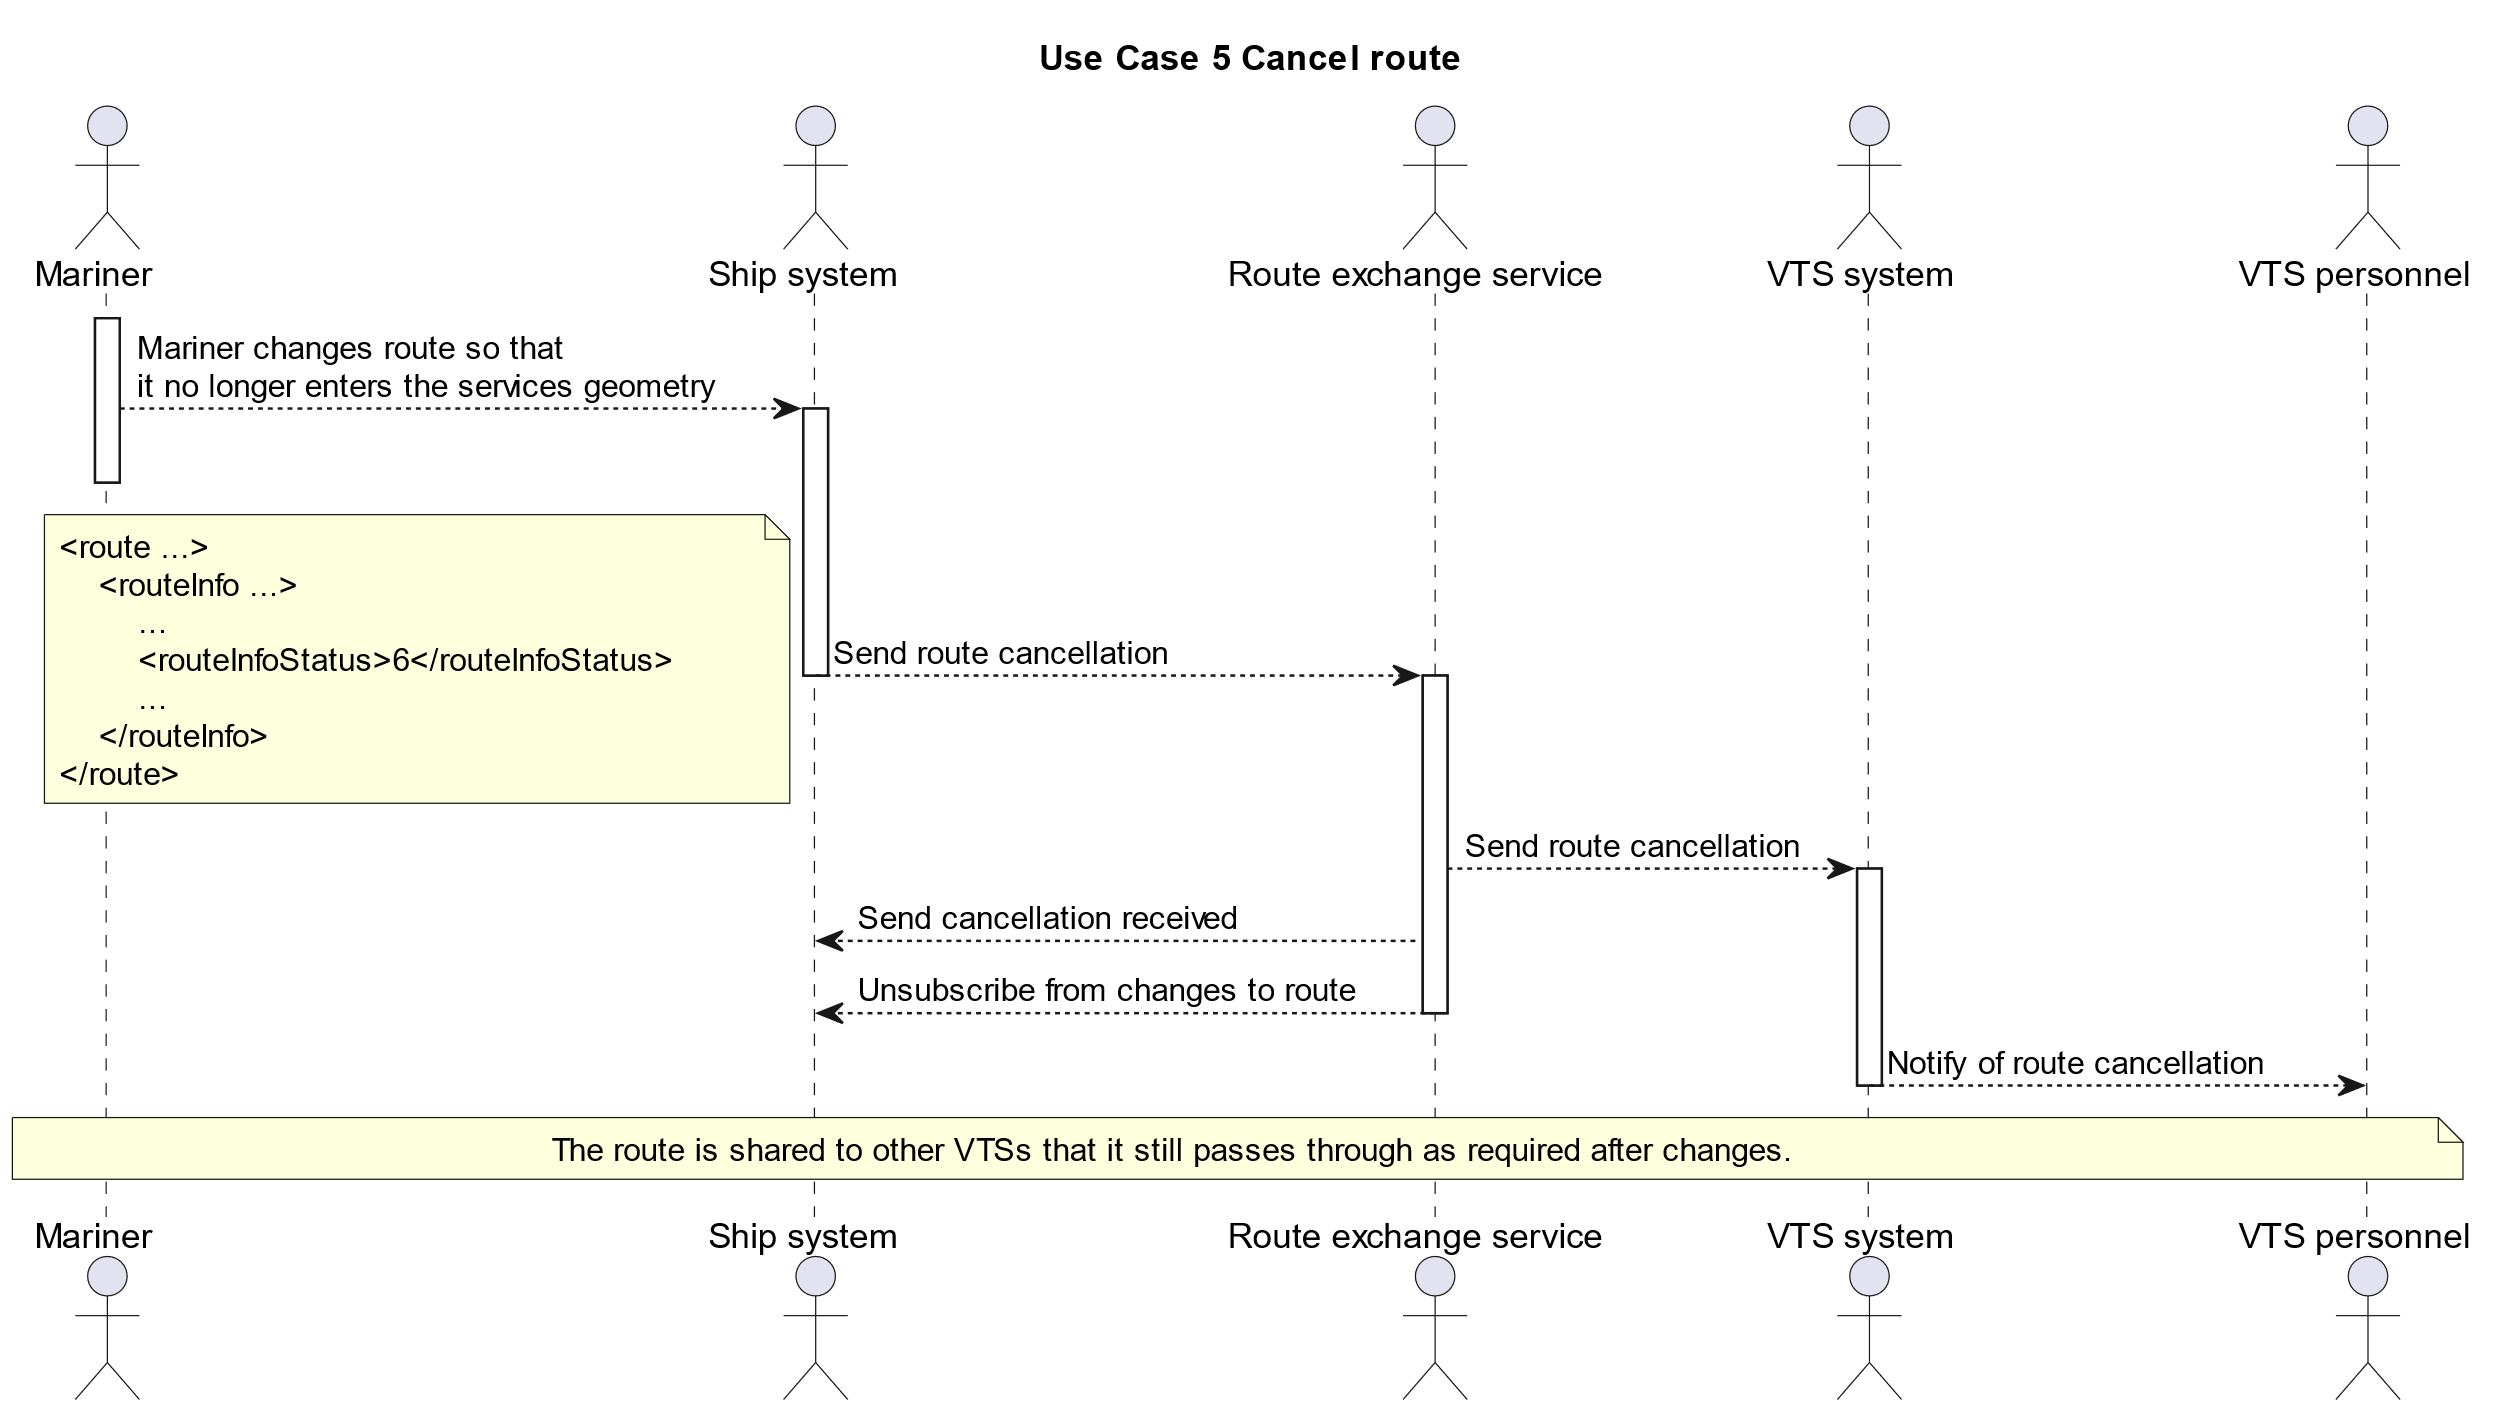 Use Case 5 Cancel route
Mariner
Ship system
Route exchange service
VTS system
VTS personnel
Mariner changes route so that
it no longer enters the services geometry
<route ...>
<routeInfo ...>
...
<routeInfoStatus>6</routeInfoStatus>
...
</routeInfo>
</route>
Send route cancellation
Send route cancellation
Send cancellation received
Unsubscribe from changes to route
Notify of route cancellation
The route is shared to other VTSs that it still passes through as required after changes.
Mariner
Ship system
Route exchange service
VTS system
VTS personnel